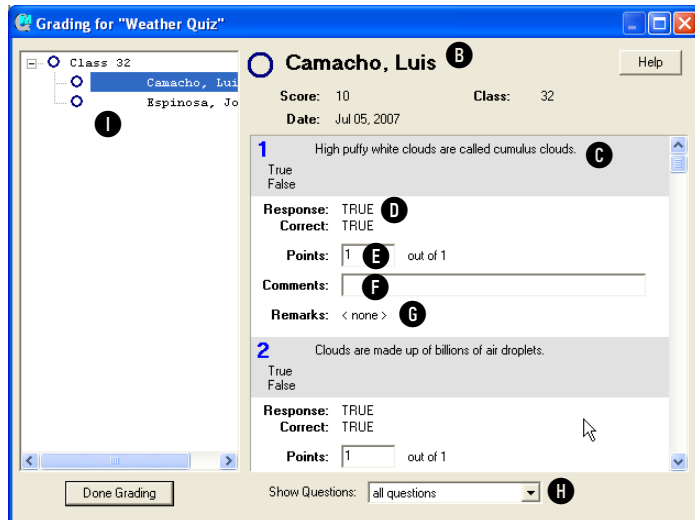 Grading for "Weather Quiz"
Class 32
Camacho, Lui
Espinosa, Jo
I
Camacho, Luis B
Help
Score: 10 Class: 32
Date: Jul 05, 2007
1 High puffy white clouds are called cumulus clouds. C
True
False
Response: TRUE D
Correct: TRUE
Points: 1 E out of 1
Comments: F
Remarks: < none > G
2 Clouds are made up of billions of air droplets.
True
False
Response: TRUE
Correct: TRUE
Points: 1 out of 1
Done Grading
Show Questions: all questions H